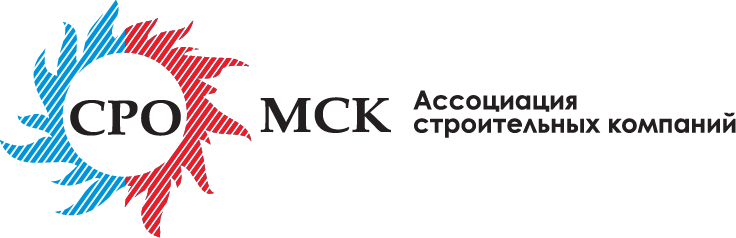 СРО МСК
Ассоциация
строительных компаний